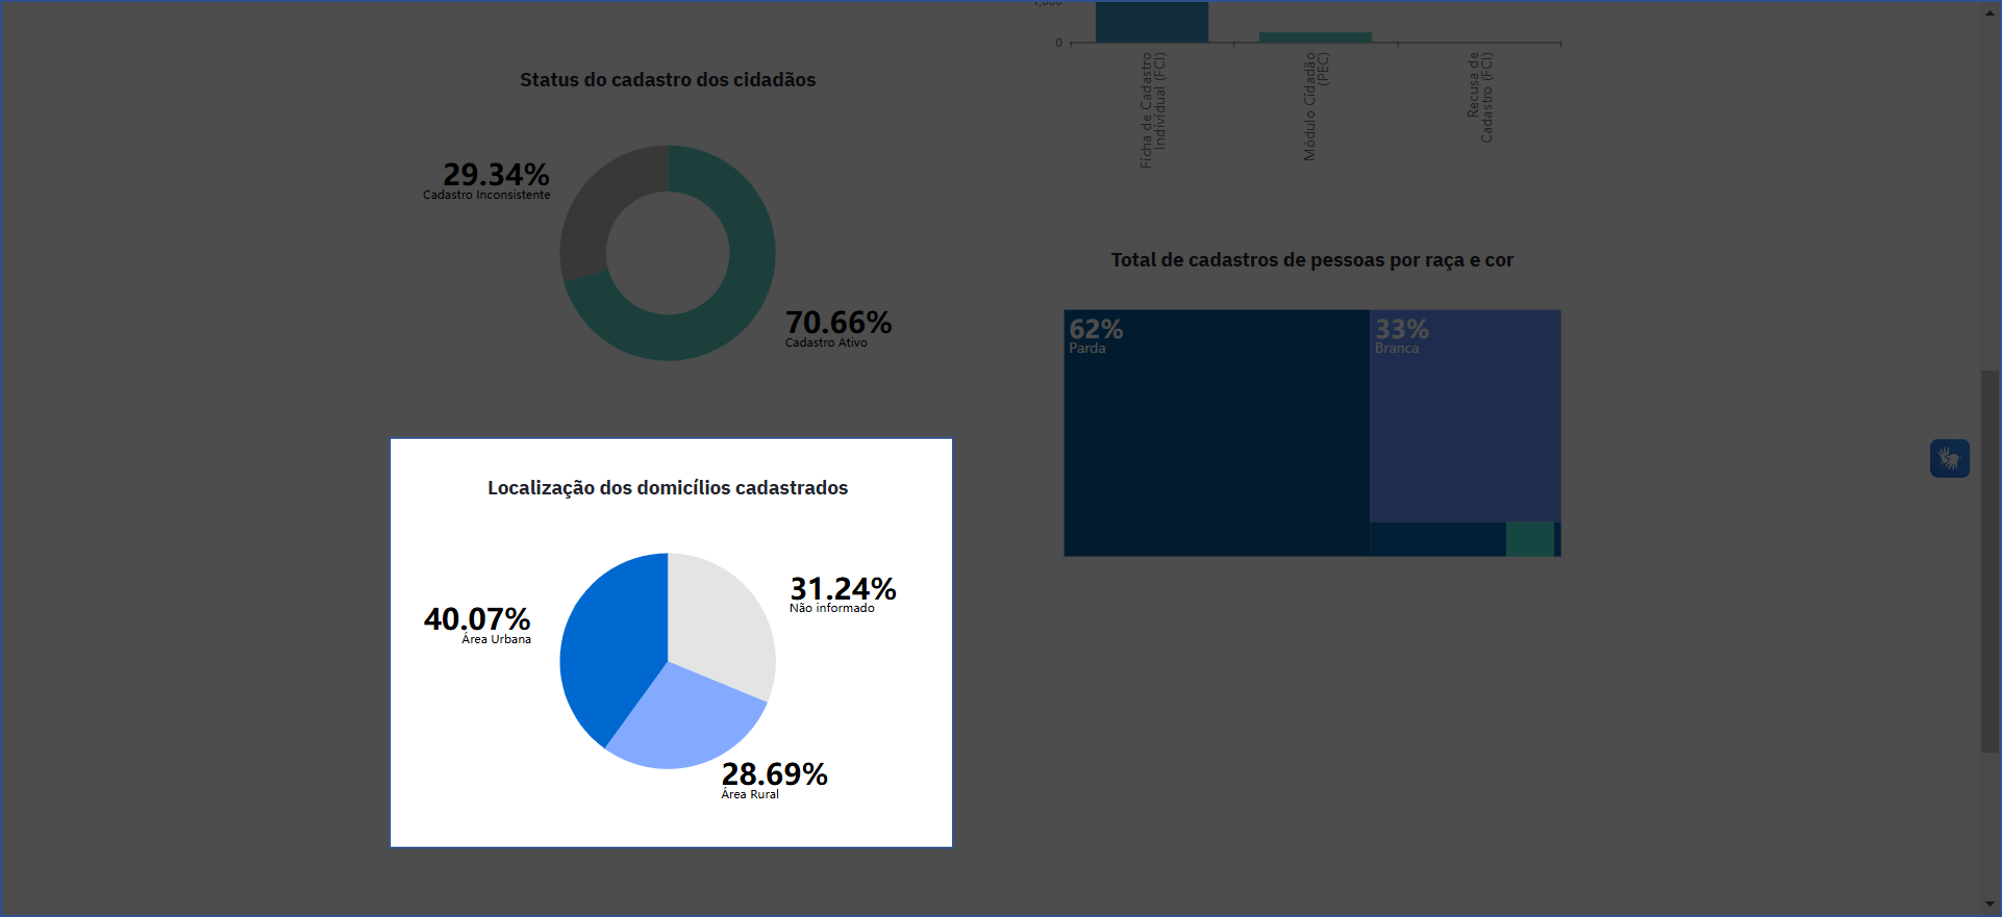 0
Ficha de Cadastro
Individual (FCI)
Módulo Cidadão
(PEC)
Recusa de
Cadastro (FCI)
Status do cadastro dos cidadãos
29.34%
Cadastro Inconsistente
70.66%
Cadastro Ativo
Total de cadastros de pessoas por raça e cor
62%
Parda
33%
Branca
Localização dos domicílios cadastrados
31.24%
Não informado
40.07%
Área Urbana
28.69%
Área Rural